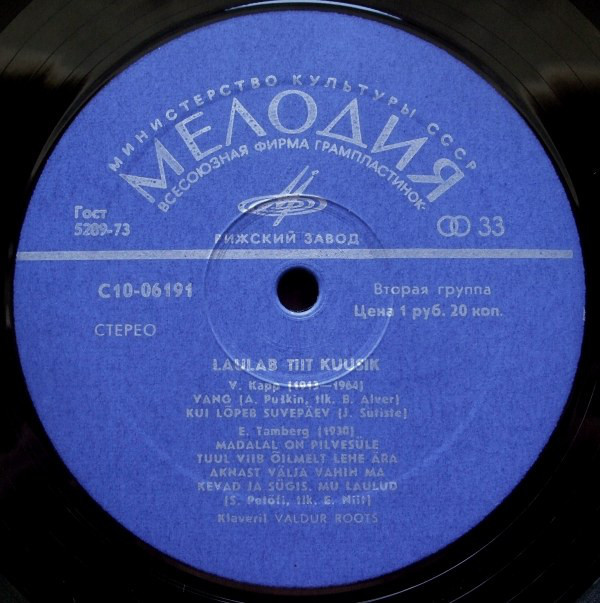 МИНИСТЕРСТВО КУЛЬТУРЫ СССР
МЕЛОДИЯ
ВСЕСОЮЗНАЯ ФИРМА ГРАМПЛАСТИНОК
Гост
5289-73
33
РИЖСКИЙ ЗАВОД
С10-06191
Вторая группа
Цена 1 руб. 20 коп.
СТЕРЕО
LAULAB TIIT KUUSIK
V. Kapp (1913—1964)
VANG (A. Puškin, tlk. B. Alver)
KUI LÕPEB SUVEPÄEV (J. Sütiste)
E. Tamberg (1930)
MADALAL ON PILVESÜLE
TUUL VIIB ÕILMELT LEHE ÄRA
AKNAST VÄLJA VAHIN MA
KEVAD JA SÜGIS, MU LAULUD
(S. Petöfi, tlk. E. Niit)
Klaveril VALDUR ROOTS